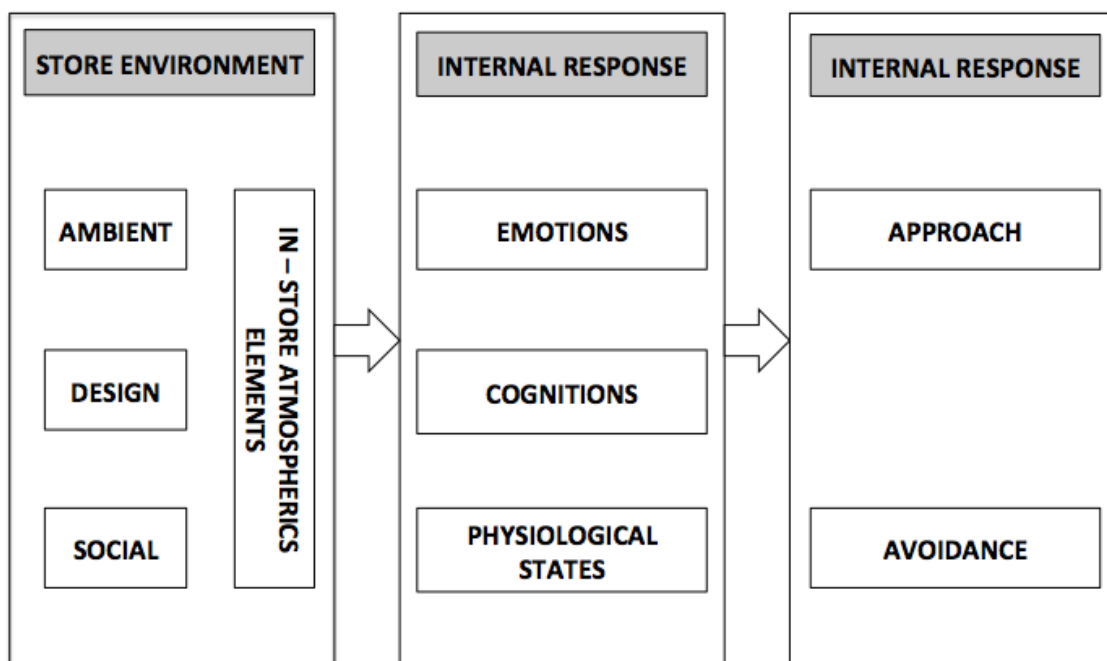 STORE ENVIRONMENT
AMBIENT
DESIGN
SOCIAL
IN – STORE ATMOSPHERICS
ELEMENTS
INTERNAL RESPONSE
EMOTIONS
COGNITIONS
PHYSIOLOGICAL
STATES
INTERNAL RESPONSE
APPROACH
AVOIDANCE